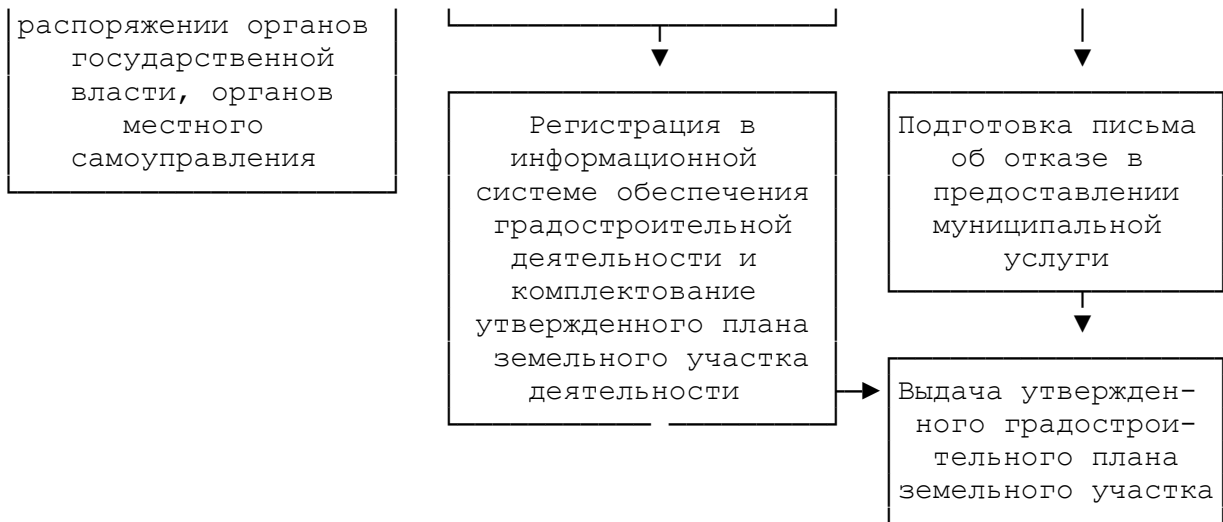 распоряжении органов
государственной
власти, органов
местного
самоуправления
Регистрация в
информационной
системе обеспечения
градостроительной
деятельности и
комплектование
утвержденного плана
земельного участка
деятельности
Подготовка письма
об отказе в
предоставлении
муниципальной
услуги
Выдача утвержден-
ного градострои-
тельного плана
земельного участка